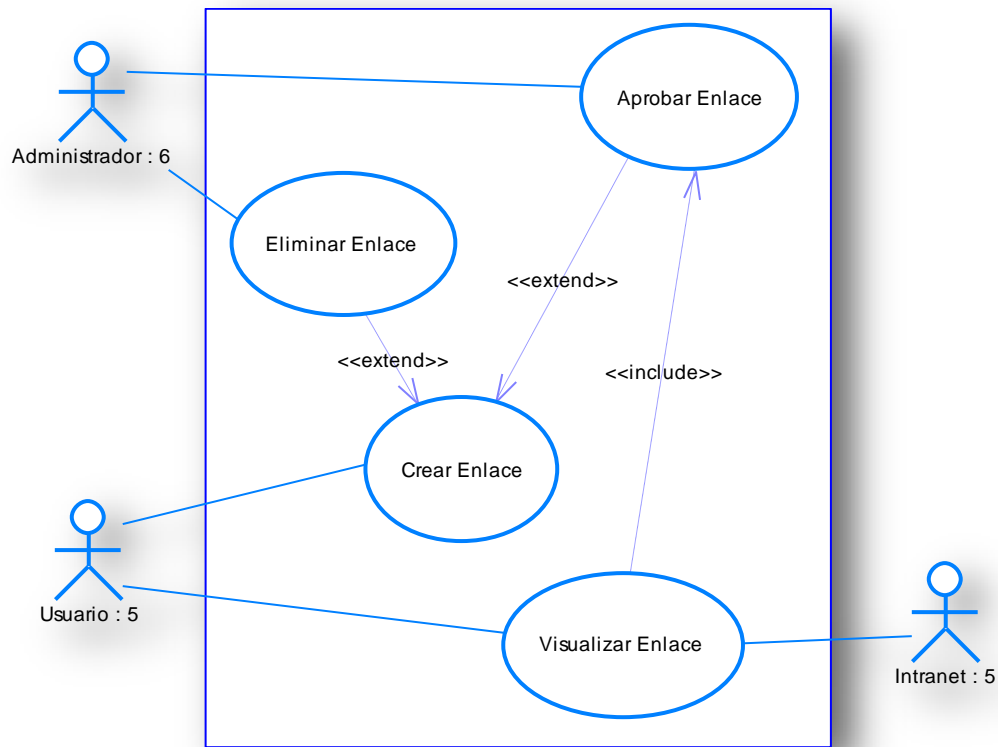 Aprobar Enlace
Administrador : 6
Eliminar Enlace
<<extend>>
<<extend>>
<<include>>
Crear Enlace
Usuario : 5
Visualizar Enlace
Intranet : 5